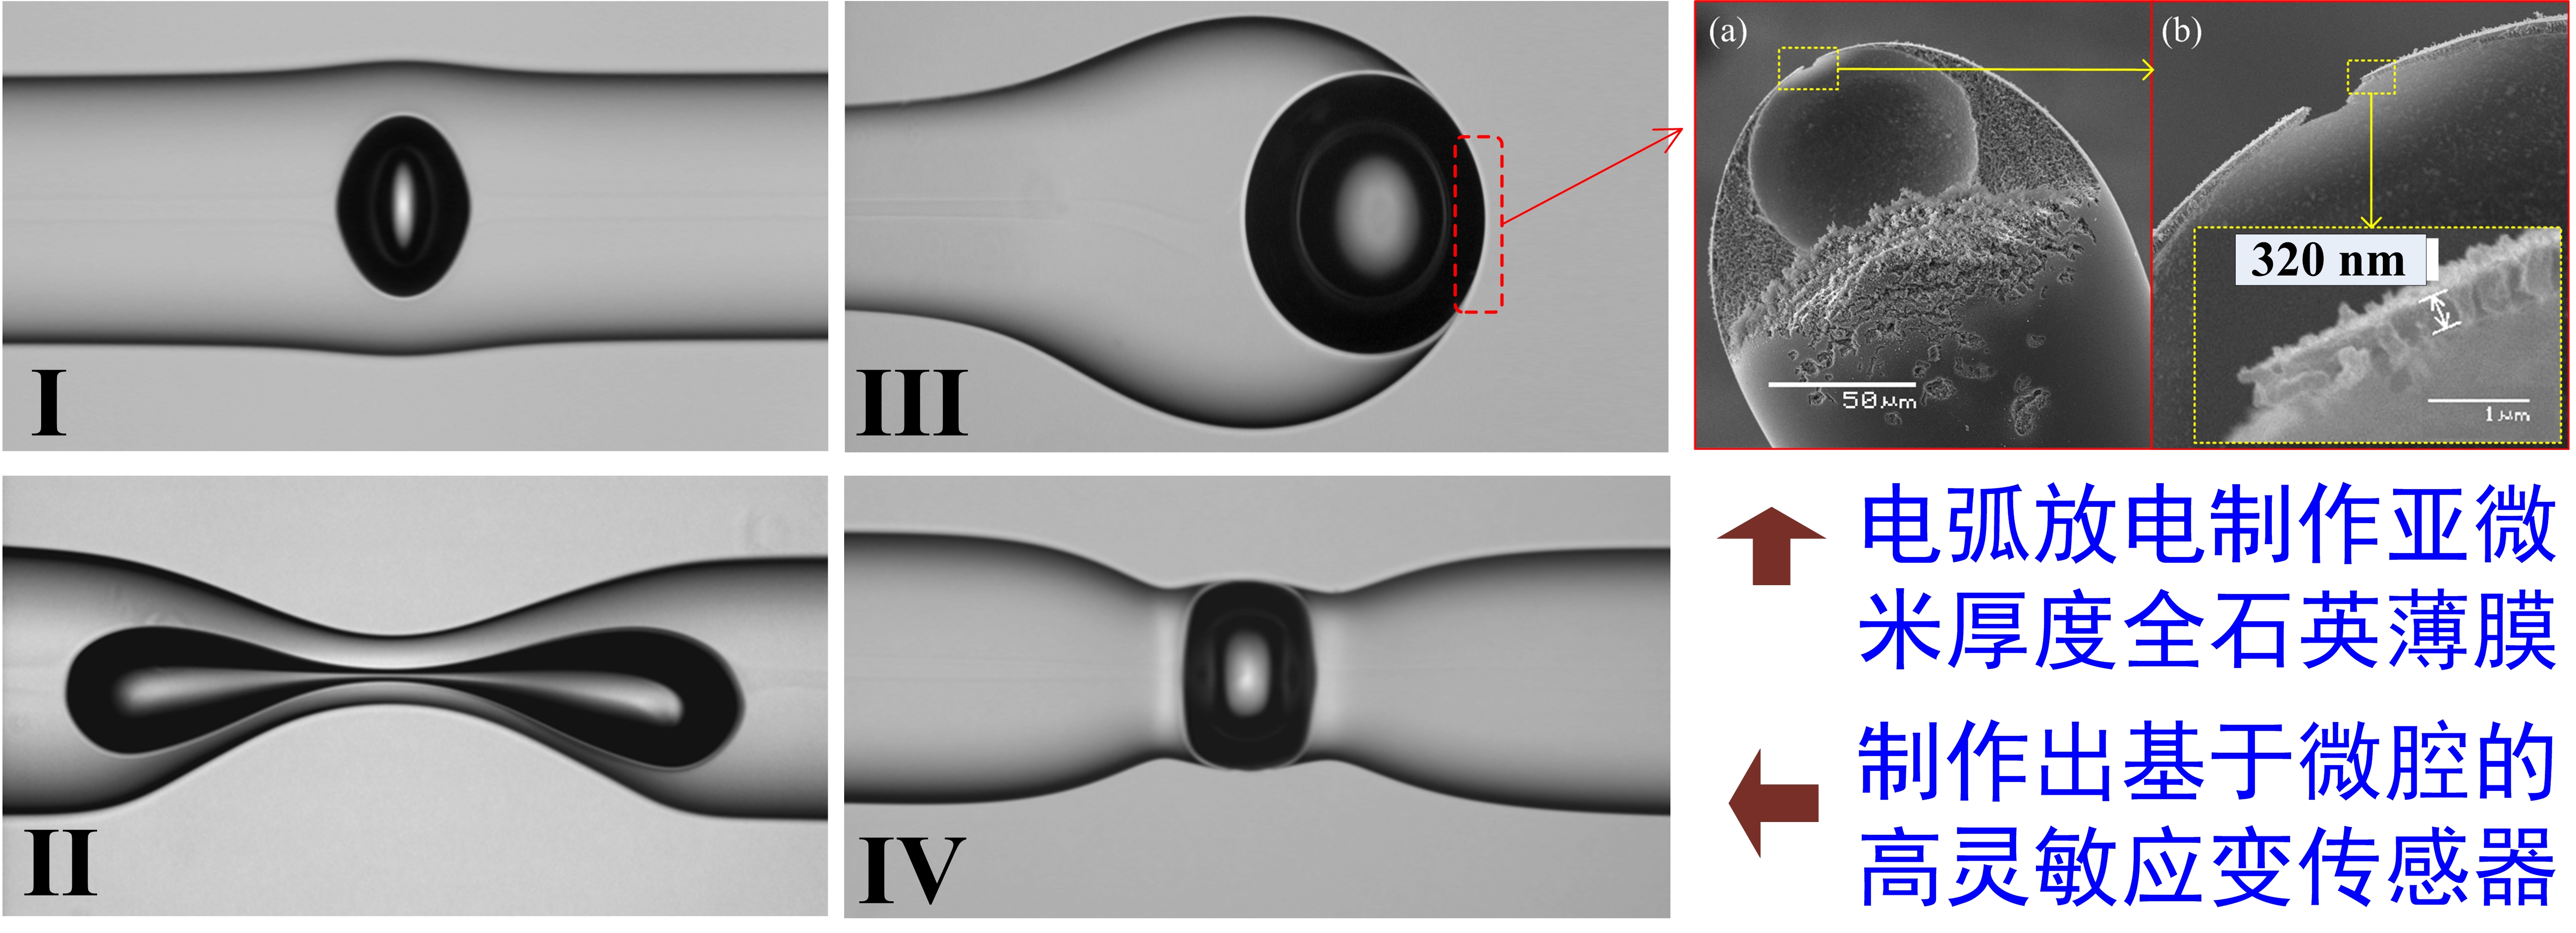 I
III
(a)
(b)
320 nm
50μm
1μm
II
IV
电弧放电制作亚微
米厚度全石英薄膜
制作出基于微腔的
高灵敏应变传感器